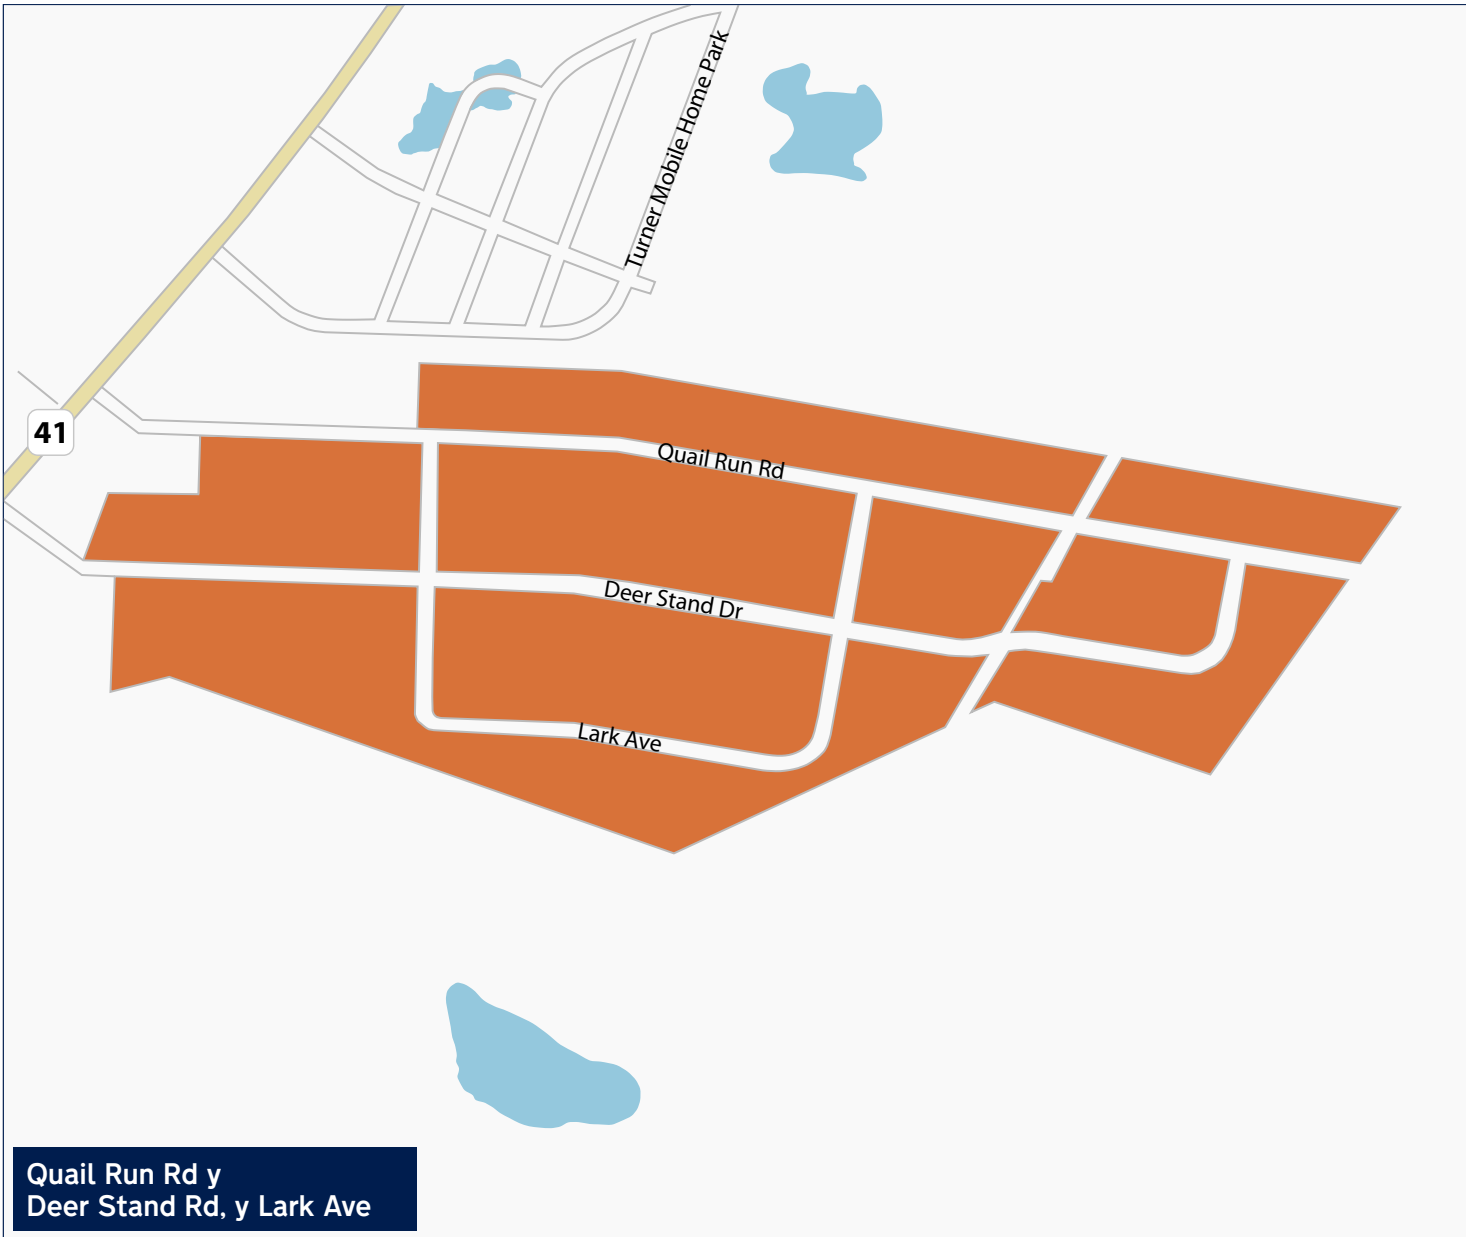 Turner Mobile Home Park
41
Quail Run Rd
Deer Stand Dr
Lark Ave
Quail Run Rd y
Deer Stand Rd, y Lark Ave